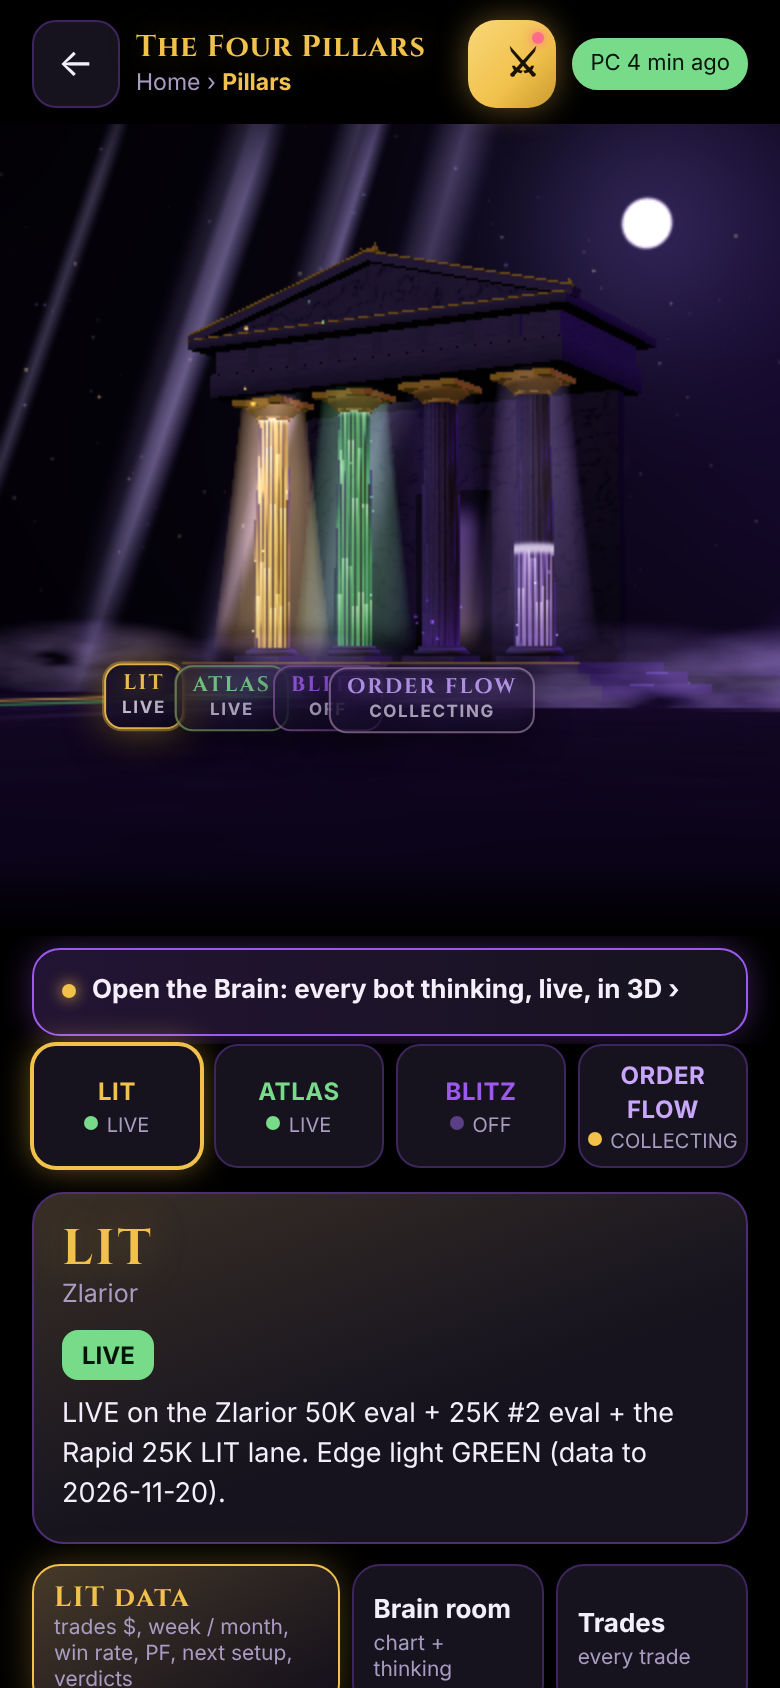 THE FOUR PILLARS
Home › Pillars
PC 4 min ago
LIT
LIVE
ATLAS
LIVE
ORDER FLOW
COLLECTING
Open the Brain: every bot thinking, live, in 3D ›
LIT
LIVE
ATLAS
LIVE
BLITZ
OFF
ORDER
FLOW
COLLECTING
LIT
Zlarior
LIVE
LIVE on the Zlarior 50K eval + 25K #2 eval + the
Rapid 25K LIT lane. Edge light GREEN (data to
2026-11-20).
LIT DATA
trades $, week / month,
win rate, PF, next setup,
verdicts
Brain room
chart +
thinking
Trades
every trade